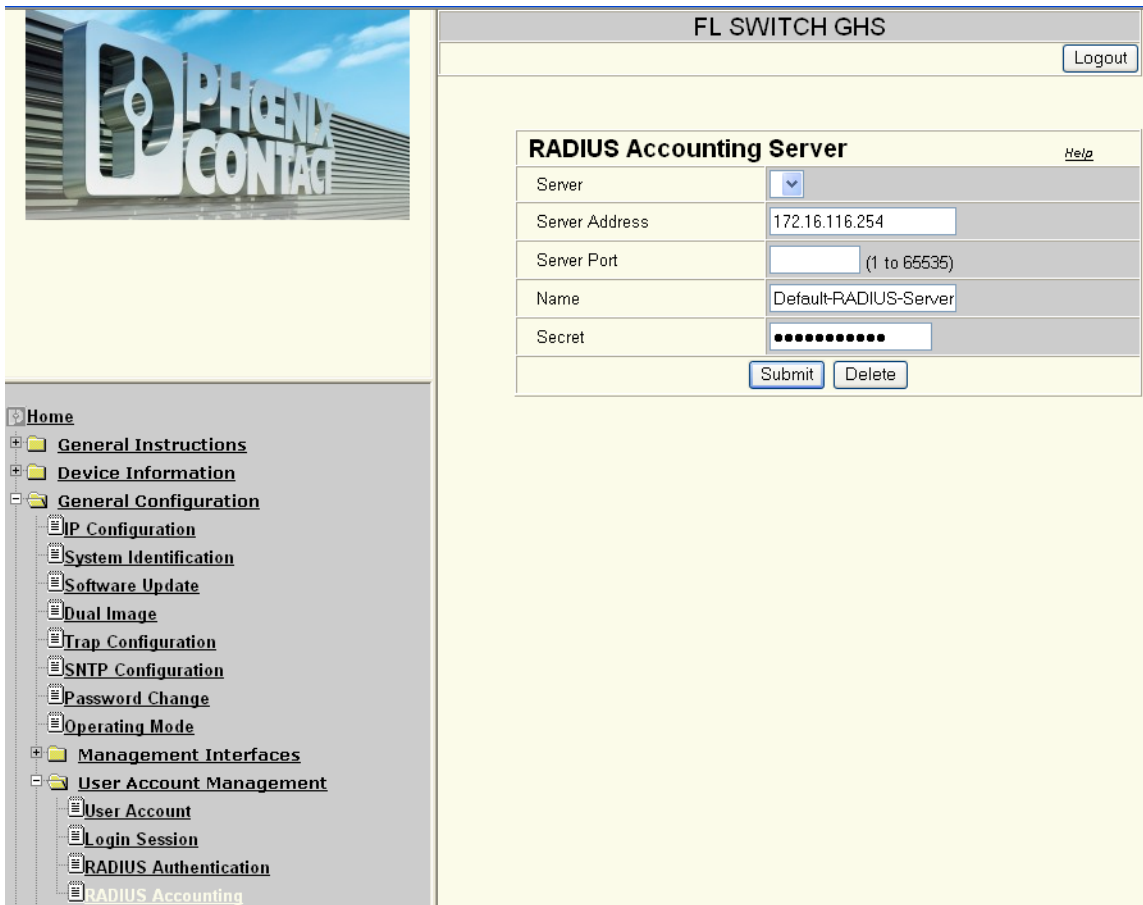 PHŒNIX
CONTACT
FL SWITCH GHS
Logout
RADIUS Accounting Server
Help
Server
Server Address 172.16.116.254
Server Port (1 to 65535)
Name Default-RADIUS-Server
Secret •••••••••••
Submit Delete
Home
General Instructions
Device Information
General Configuration
IP Configuration
System Identification
Software Update
Dual Image
Trap Configuration
SNTP Configuration
Password Change
Operating Mode
Management Interfaces
User Account Management
User Account
Login Session
RADIUS Authentication
RADIUS Accounting